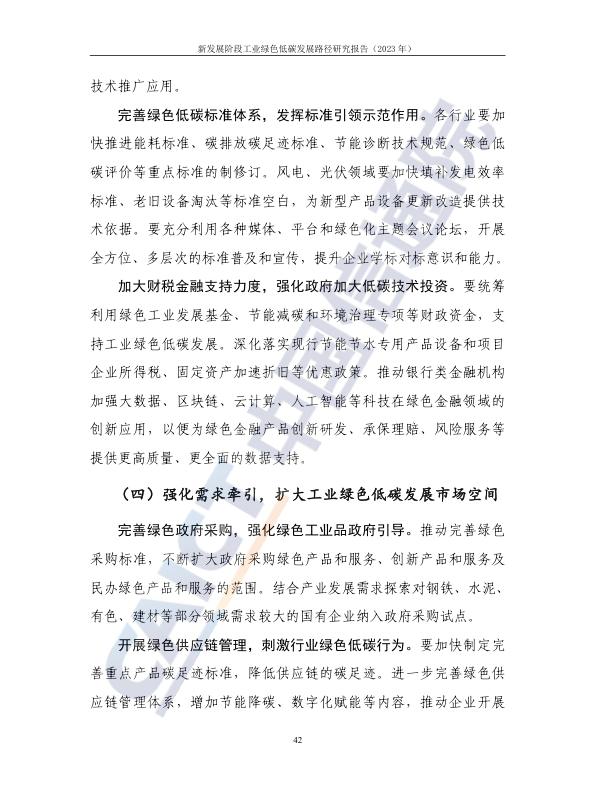 新发展阶段工业绿色低碳发展路径研究报告（2023 年）
技术推广应用。
完善绿色低碳标准体系，发挥标准引领示范作用。各行业要加
快推进能耗标准、碳排放碳足迹标准、节能诊断技术规范、绿色低
碳评价等重点标准的制修订。风电、光伏领域要加快填补发电效率
标准、老旧设备淘汰等标准空白，为新型产品设备更新改造提供技
术依据。要充分利用各种媒体、平台和绿色化主题会议论坛，开展
全方位、多层次的标准普及和宣传，提升企业学标对标意识和能力。
加大财税金融支持力度，强化政府加大低碳技术投资。要统筹
利用绿色工业发展基金、节能减碳和环境治理专项等财政资金，支
持工业绿色低碳发展。深化落实现行节能节水专用产品设备和项目
企业所得税、固定资产加速折旧等优惠政策。推动银行类金融机构
加强大数据、区块链、云计算、人工智能等科技在绿色金融领域的
创新应用，以便为绿色金融产品创新研发、承保理赔、风险服务等
提供更高质量、更全面的数据支持。
（四）强化需求牵引，扩大工业绿色低碳发展市场空间
完善绿色政府采购，强化绿色工业品政府引导。推动完善绿色
采购标准，不断扩大政府采购绿色产品和服务、创新产品和服务及
民办绿色产品和服务的范围。结合产业发展需求探索对钢铁、水泥、
有色、建材等部分领域需求较大的国有企业纳入政府采购试点。
开展绿色供应链管理，刺激行业绿色低碳行为。要加快制定完
善重点产品碳足迹标准，降低供应链的碳足迹。进一步完善绿色供
应链管理体系，增加节能降碳、数字化赋能等内容，推动企业开展
42
CAICT 中国信通院